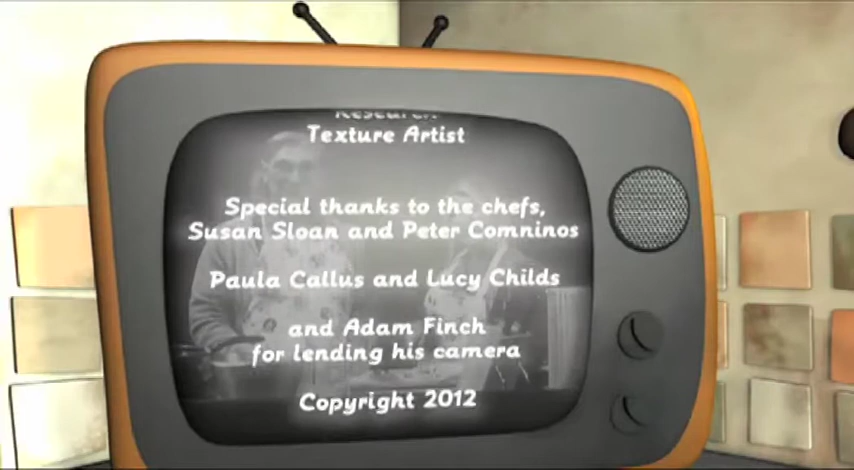 Research
Texture Artist
Special thanks to the chefs,
Susan Sloan and Peter Comninos
Paula Callus and Lucy Childs
and Adam Finch
for lending his camera
Copyright 2012